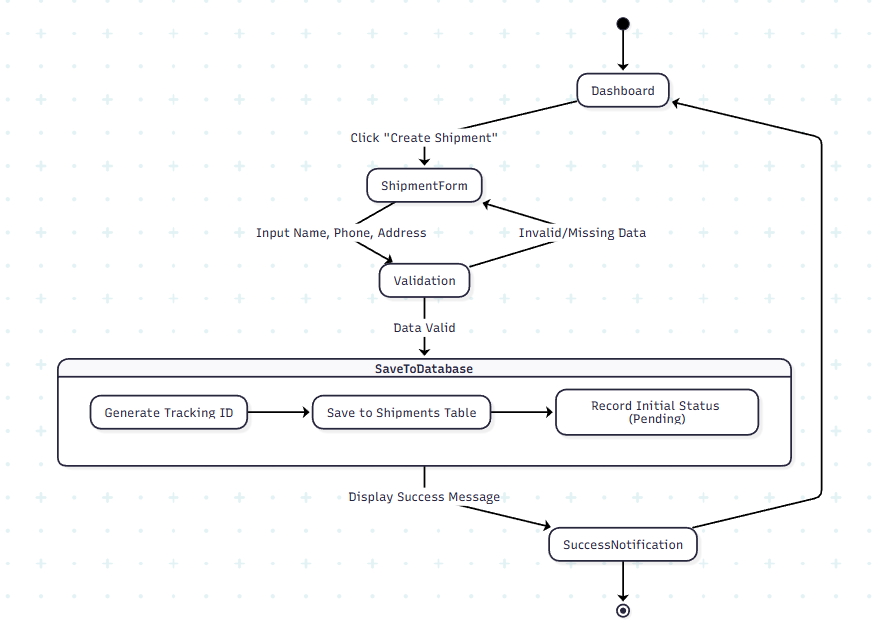 Dashboard
Click "Create Shipment"
ShipmentForm
Input Name, Phone, Address
Invalid/Missing Data
Validation
Data Valid
SaveToDatabase
Generate Tracking ID
Save to Shipments Table
Record Initial Status
(Pending)
Display Success Message
SuccessNotification